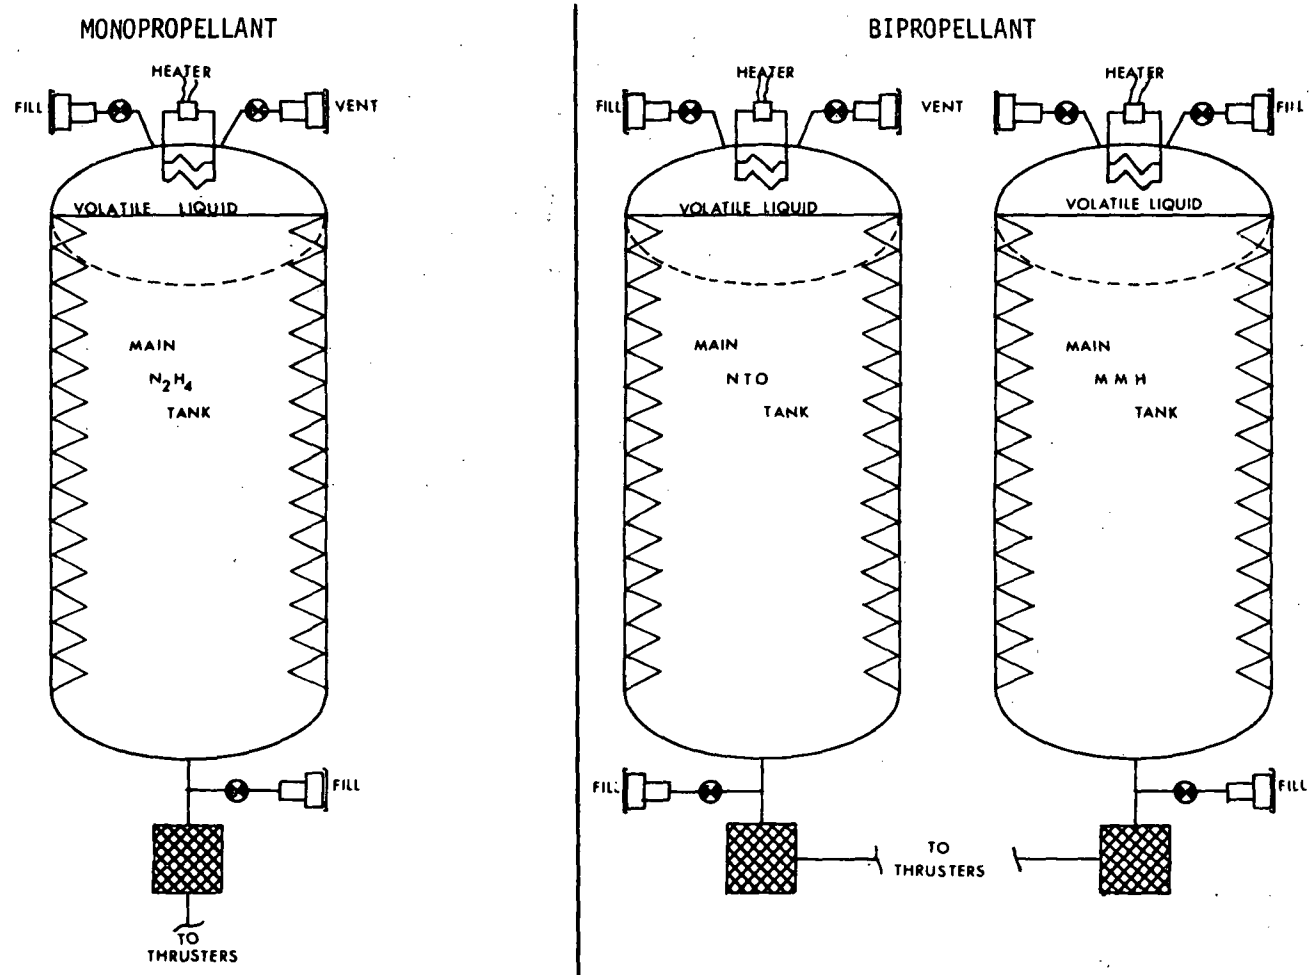 MONOPROPELLANT
HEATER
FILL
VENT
VOLATILE LIQUID
MAIN
N₂H₄
TANK
FILL
TO
THRUSTERS
BIPROPELLANT
HEATER
FILL
VENT
VOLATILE LIQUID
MAIN
NTO
TANK
FILL
HEATER
FILL
VOLATILE LIQUID
MAIN
MMH
TANK
FILL
TO
THRUSTERS